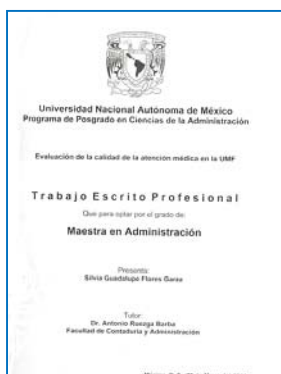 Universidad Nacional Autónoma de México
Programa de Posgrado en Ciencias de la Administración
Evaluación de la calidad de la atención médica en la UMF
Trabajo Escrito Profesional
Que para optar por el grado de:
Maestra en Administración
Presenta:
Silvia Guadalupe Flores Garza
Tutor:
Dr. Antonio Barba
Facultad de Contaduría y Administración